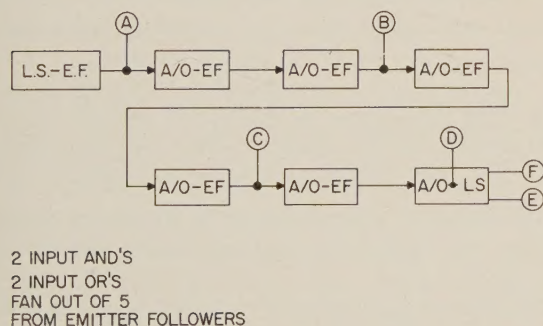 A
B
L.S.-E.F.
A/O-EF
A/O-EF
A/O-EF
C
D
F
A/O-EF
A/O-EF
A/O LS
E
2 INPUT AND'S
2 INPUT OR'S
FAN OUT OF 5
FROM EMITTER FOLLOWERS